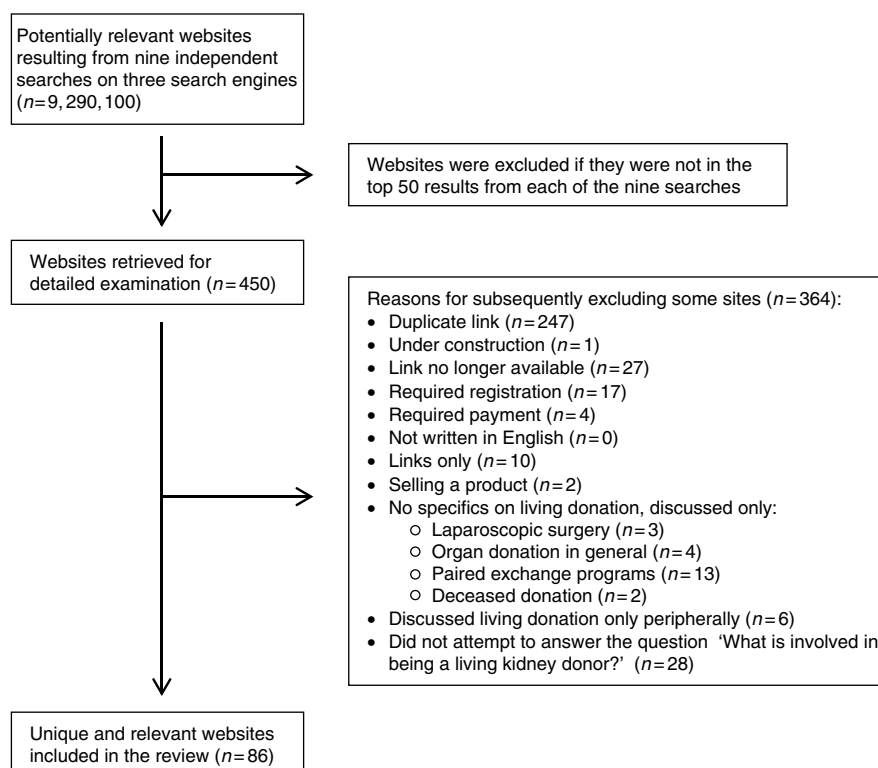 Potentially relevant websites
resulting from nine independent
searches on three search engines
(n=9,290,100)
Websites were excluded if they were not in the
top 50 results from each of the nine searches
Websites retrieved for
detailed examination (n=450)
Reasons for subsequently excluding some sites (n=364):
• Duplicate link (n=247)
• Under construction (n=1)
• Link no longer available (n=27)
• Required registration (n=17)
• Required payment (n=4)
• Not written in English (n=0)
• Links only (n=10)
• Selling a product (n=2)
• No specifics on living donation, discussed only:
○ Laparoscopic surgery (n=3)
○ Organ donation in general (n=4)
○ Paired exchange programs (n=13)
○ Deceased donation (n=2)
• Discussed living donation only peripherally (n=6)
• Did not attempt to answer the question ‘What is involved in
being a living kidney donor?’ (n=28)
Unique and relevant websites
included in the review (n=86)